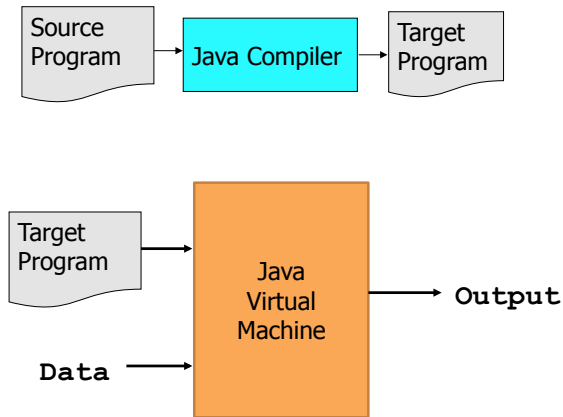 Source
Program
Java Compiler
Target
Program
Target
Program
Java
Virtual
Machine
Output
Data